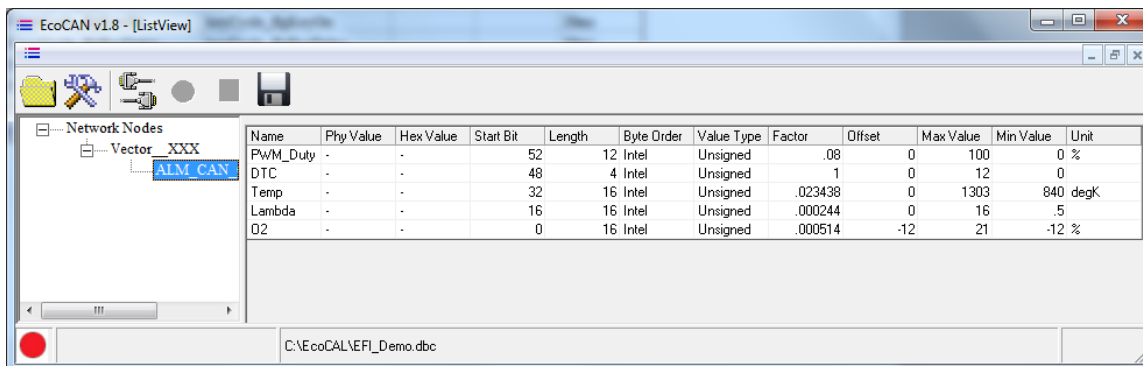 EcoCAN v1.8 - [ListView]
Network Nodes
Vector__XXX
ALM_CAN_
Name Phy Value Hex Value Start Bit Length Byte Order Value Type Factor Offset Max Value Min Value Unit
PWM_Duty - - 52 12 Intel Unsigned .08 0 100 0 %
DTC - - 48 4 Intel Unsigned 1 0 12 0
Temp - - 32 16 Intel Unsigned .023438 0 1303 840 degK
Lambda - - 16 16 Intel Unsigned .000244 0 16 .5
O2 - - 0 16 Intel Unsigned .000514 -12 21 -12 %
C:\EcoCAL\EFI_Demo.dbc